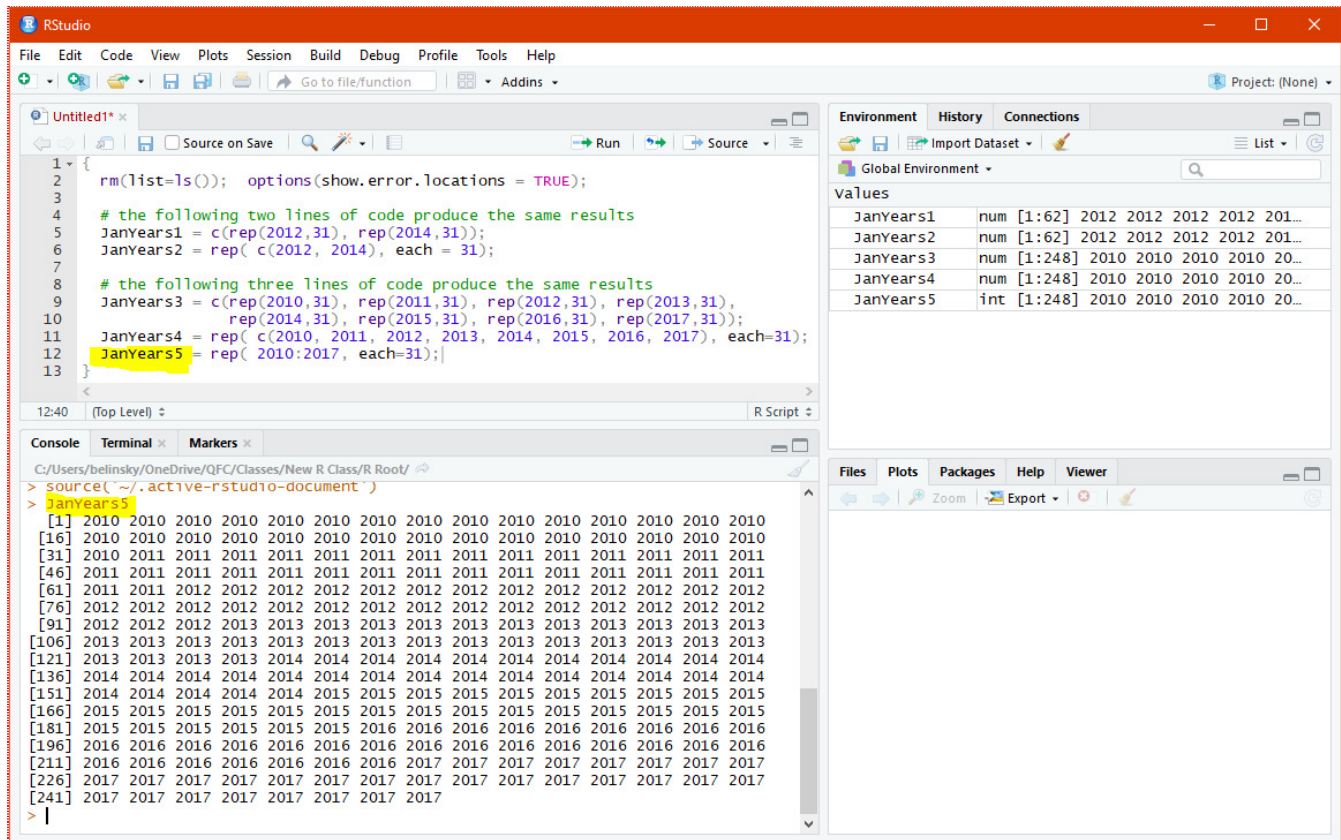 RStudio
File Edit Code View Plots Session Build Debug Profile Tools Help
Go to file/function Addins Project: (None)
Untitled1*
Source on Save Run Source
1 {
2 rm(list=ls()); options(show.error.locations = TRUE);
3
4 # the following two lines of code produce the same results
5 JanYears1 = c(rep(2012,31), rep(2014,31));
6 JanYears2 = rep( c(2012, 2014), each = 31);
7
8 # the following three lines of code produce the same results
9 JanYears3 = c(rep(2010,31), rep(2011,31), rep(2012,31), rep(2013,31),
10 rep(2014,31), rep(2015,31), rep(2016,31), rep(2017,31));
11 JanYears4 = rep( c(2010, 2011, 2012, 2013, 2014, 2015, 2016, 2017), each=31);
12 JanYears5 = rep( 2010:2017, each=31);
13 }
12:40 (Top Level) R Script
Console Terminal Markers
C:/Users/belinsky/OneDrive/QFC/Classes/New R Class/R Root/
> source('~/.active-rstudio-document')
> JanYears5
[1] 2010 2010 2010 2010 2010 2010 2010 2010 2010 2010 2010 2010 2010 2010 2010
[16] 2010 2010 2010 2010 2010 2010 2010 2010 2010 2010 2010 2010 2010 2010 2010
[31] 2010 2011 2011 2011 2011 2011 2011 2011 2011 2011 2011 2011 2011 2011 2011
[46] 2011 2011 2011 2011 2011 2011 2011 2011 2011 2011 2011 2011 2011 2011 2011
[61] 2011 2011 2012 2012 2012 2012 2012 2012 2012 2012 2012 2012 2012 2012 2012
[76] 2012 2012 2012 2012 2012 2012 2012 2012 2012 2012 2012 2012 2012 2012 2012
[91] 2012 2012 2012 2013 2013 2013 2013 2013 2013 2013 2013 2013 2013 2013 2013
[106] 2013 2013 2013 2013 2013 2013 2013 2013 2013 2013 2013 2013 2013 2013 2013
[121] 2013 2013 2013 2013 2014 2014 2014 2014 2014 2014 2014 2014 2014 2014 2014
[136] 2014 2014 2014 2014 2014 2014 2014 2014 2014 2014 2014 2014 2014 2014 2014
[151] 2014 2014 2014 2014 2014 2015 2015 2015 2015 2015 2015 2015 2015 2015 2015
[166] 2015 2015 2015 2015 2015 2015 2015 2015 2015 2015 2015 2015 2015 2015 2015
[181] 2015 2015 2015 2015 2015 2015 2016 2016 2016 2016 2016 2016 2016 2016 2016
[196] 2016 2016 2016 2016 2016 2016 2016 2016 2016 2016 2016 2016 2016 2016 2016
[211] 2016 2016 2016 2016 2016 2016 2016 2017 2017 2017 2017 2017 2017 2017 2017
[226] 2017 2017 2017 2017 2017 2017 2017 2017 2017 2017 2017 2017 2017 2017 2017
[241] 2017 2017 2017 2017 2017 2017 2017 2017
>
Environment History Connections
Import Dataset List
Global Environment
Values
JanYears1 num [1:62] 2012 2012 2012 2012 201…
JanYears2 num [1:62] 2012 2012 2012 2012 201…
JanYears3 num [1:248] 2010 2010 2010 2010 20…
JanYears4 num [1:248] 2010 2010 2010 2010 20…
JanYears5 int [1:248] 2010 2010 2010 2010 20…
Files Plots Packages Help Viewer
Zoom Export